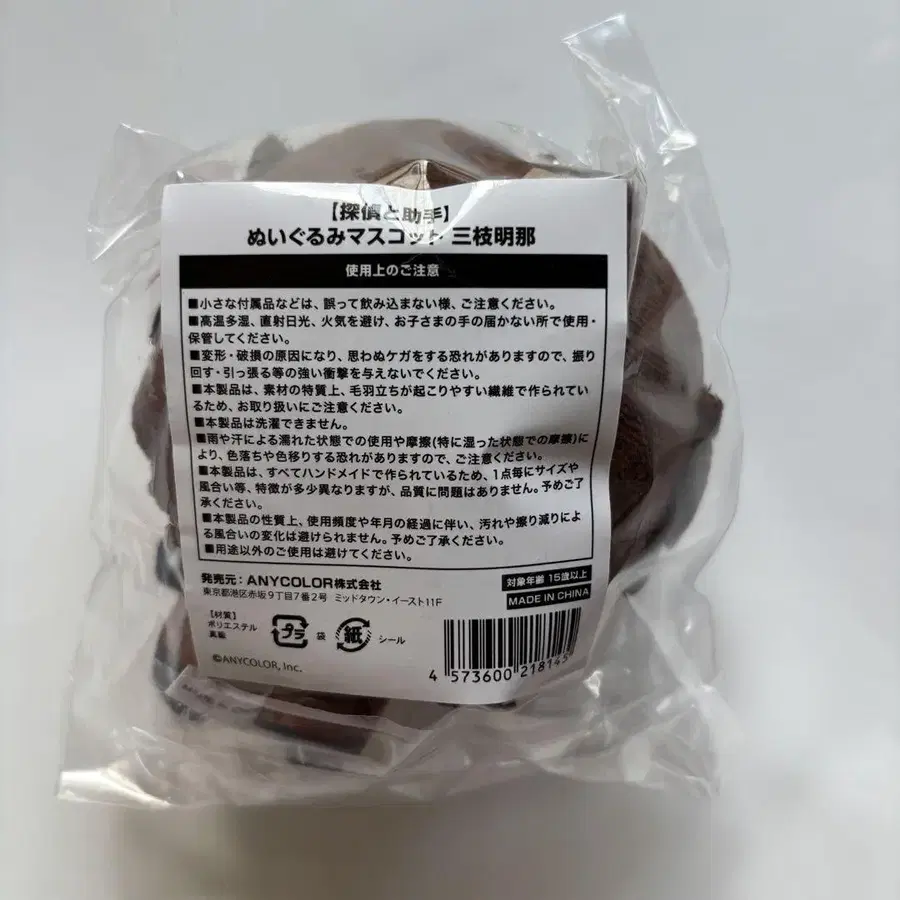 【探偵と助手】
ぬいぐるみマスコット 三枝明那
使用上のご注意
■小さな付属品などは、誤って飲み込まない様、ご注意ください。
■高温多湿、直射日光、火気を避け、お子さまの手の届かない所で使用・
保管してください。
■変形・破損の原因になり、思わぬケガをする恐れがありますので、振り
回す・引っ張る等の強い衝撃を与えないでください。
■本製品は、素材の特質上、毛羽立ちが起こりやすい繊維で作られてい
るため、お取り扱いにご注意ください。
■本製品は洗濯できません。
■雨や汗による濡れた状態での使用や摩擦(特に湿った状態での摩擦)に
より、色落ちや色移りする恐れがありますので、ご注意ください。
■本製品は、すべてハンドメイドで作られているため、1点毎にサイズや
風合い等、特徴が多少異なりますが、品質に問題はありません。予めご了
承ください。
■本製品の性質上、使用頻度や年月の経過に伴い、汚れや擦り減りによ
る風合いの変化は避けられません。予めご了承ください。
■用途以外のご使用は避けてください。
発売元:ANYCOLOR株式会社
東京都港区赤坂9丁目7番2号 ミッドタウン・イースト11F
対象年齢 15歳以上
MADE IN CHINA
【材質】
ポリエステル
真鍮
プラ 袋 紙 シール
©ANYCOLOR, Inc.
4 573600 218145